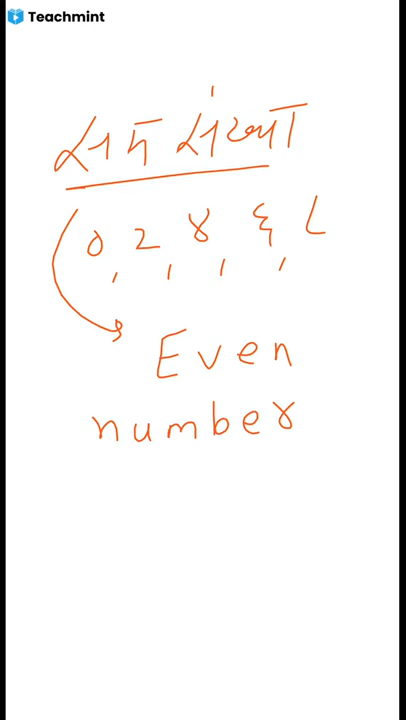 Teachmint
सम संख्या
०, २, ४, ६, ८
Even
number